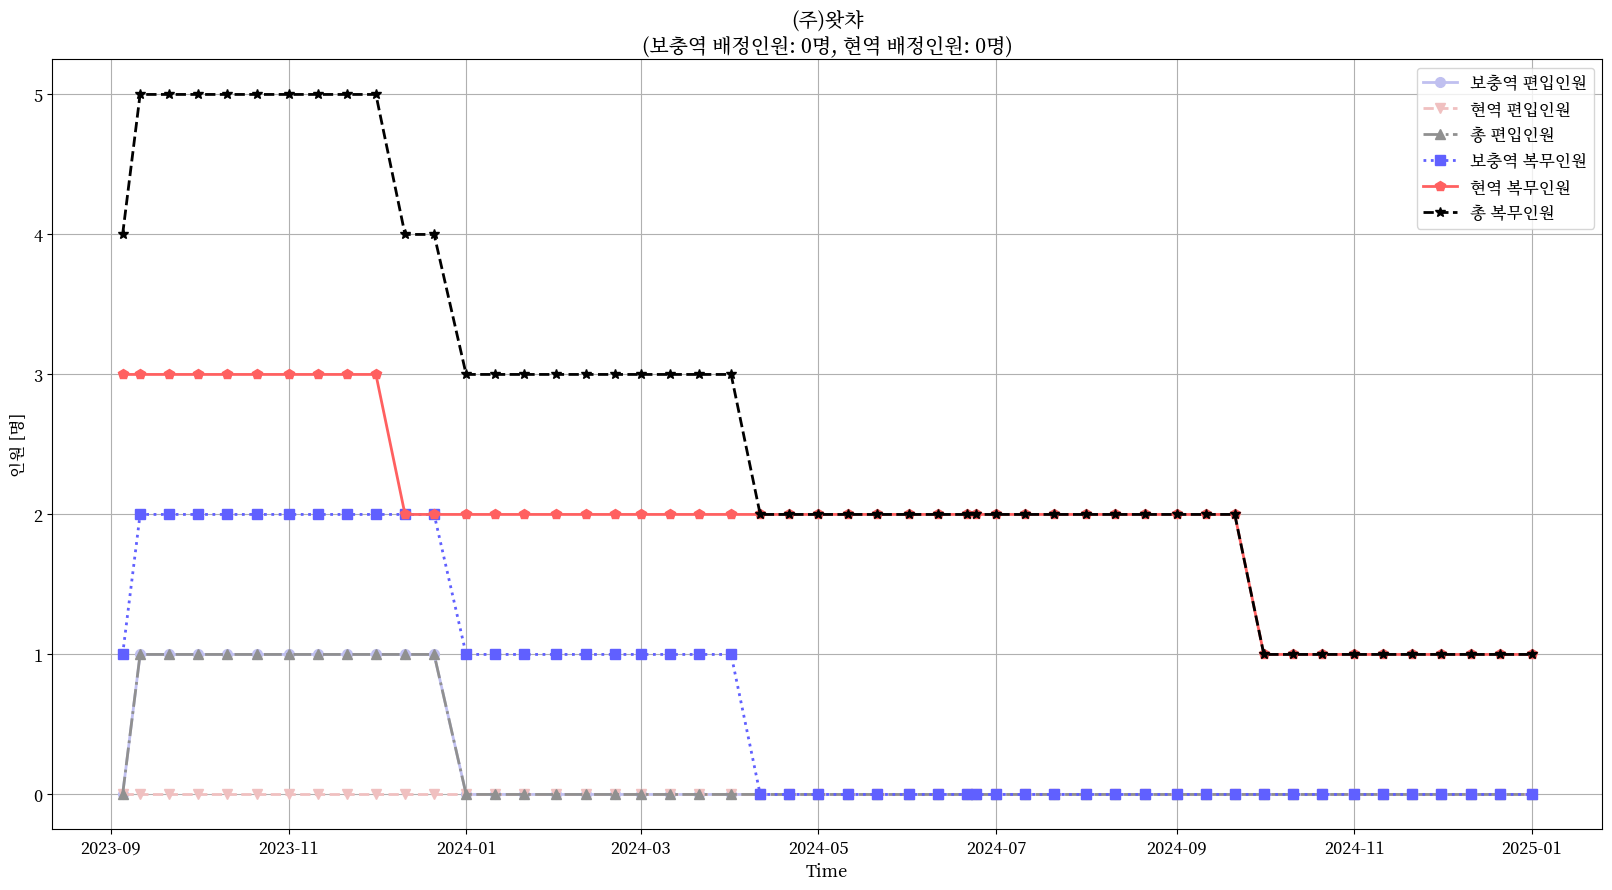 (주)왓챠
(보충역 배정인원: 0명, 현역 배정인원: 0명)
보충역 편입인원
현역 편입인원
총 편입인원
보충역 복무인원
현역 복무인원
총 복무인원
인원 [명]
5
4
3
2
1
0
2023-09 2023-11 2024-01 2024-03 2024-05 2024-07 2024-09 2024-11 2025-01
Time